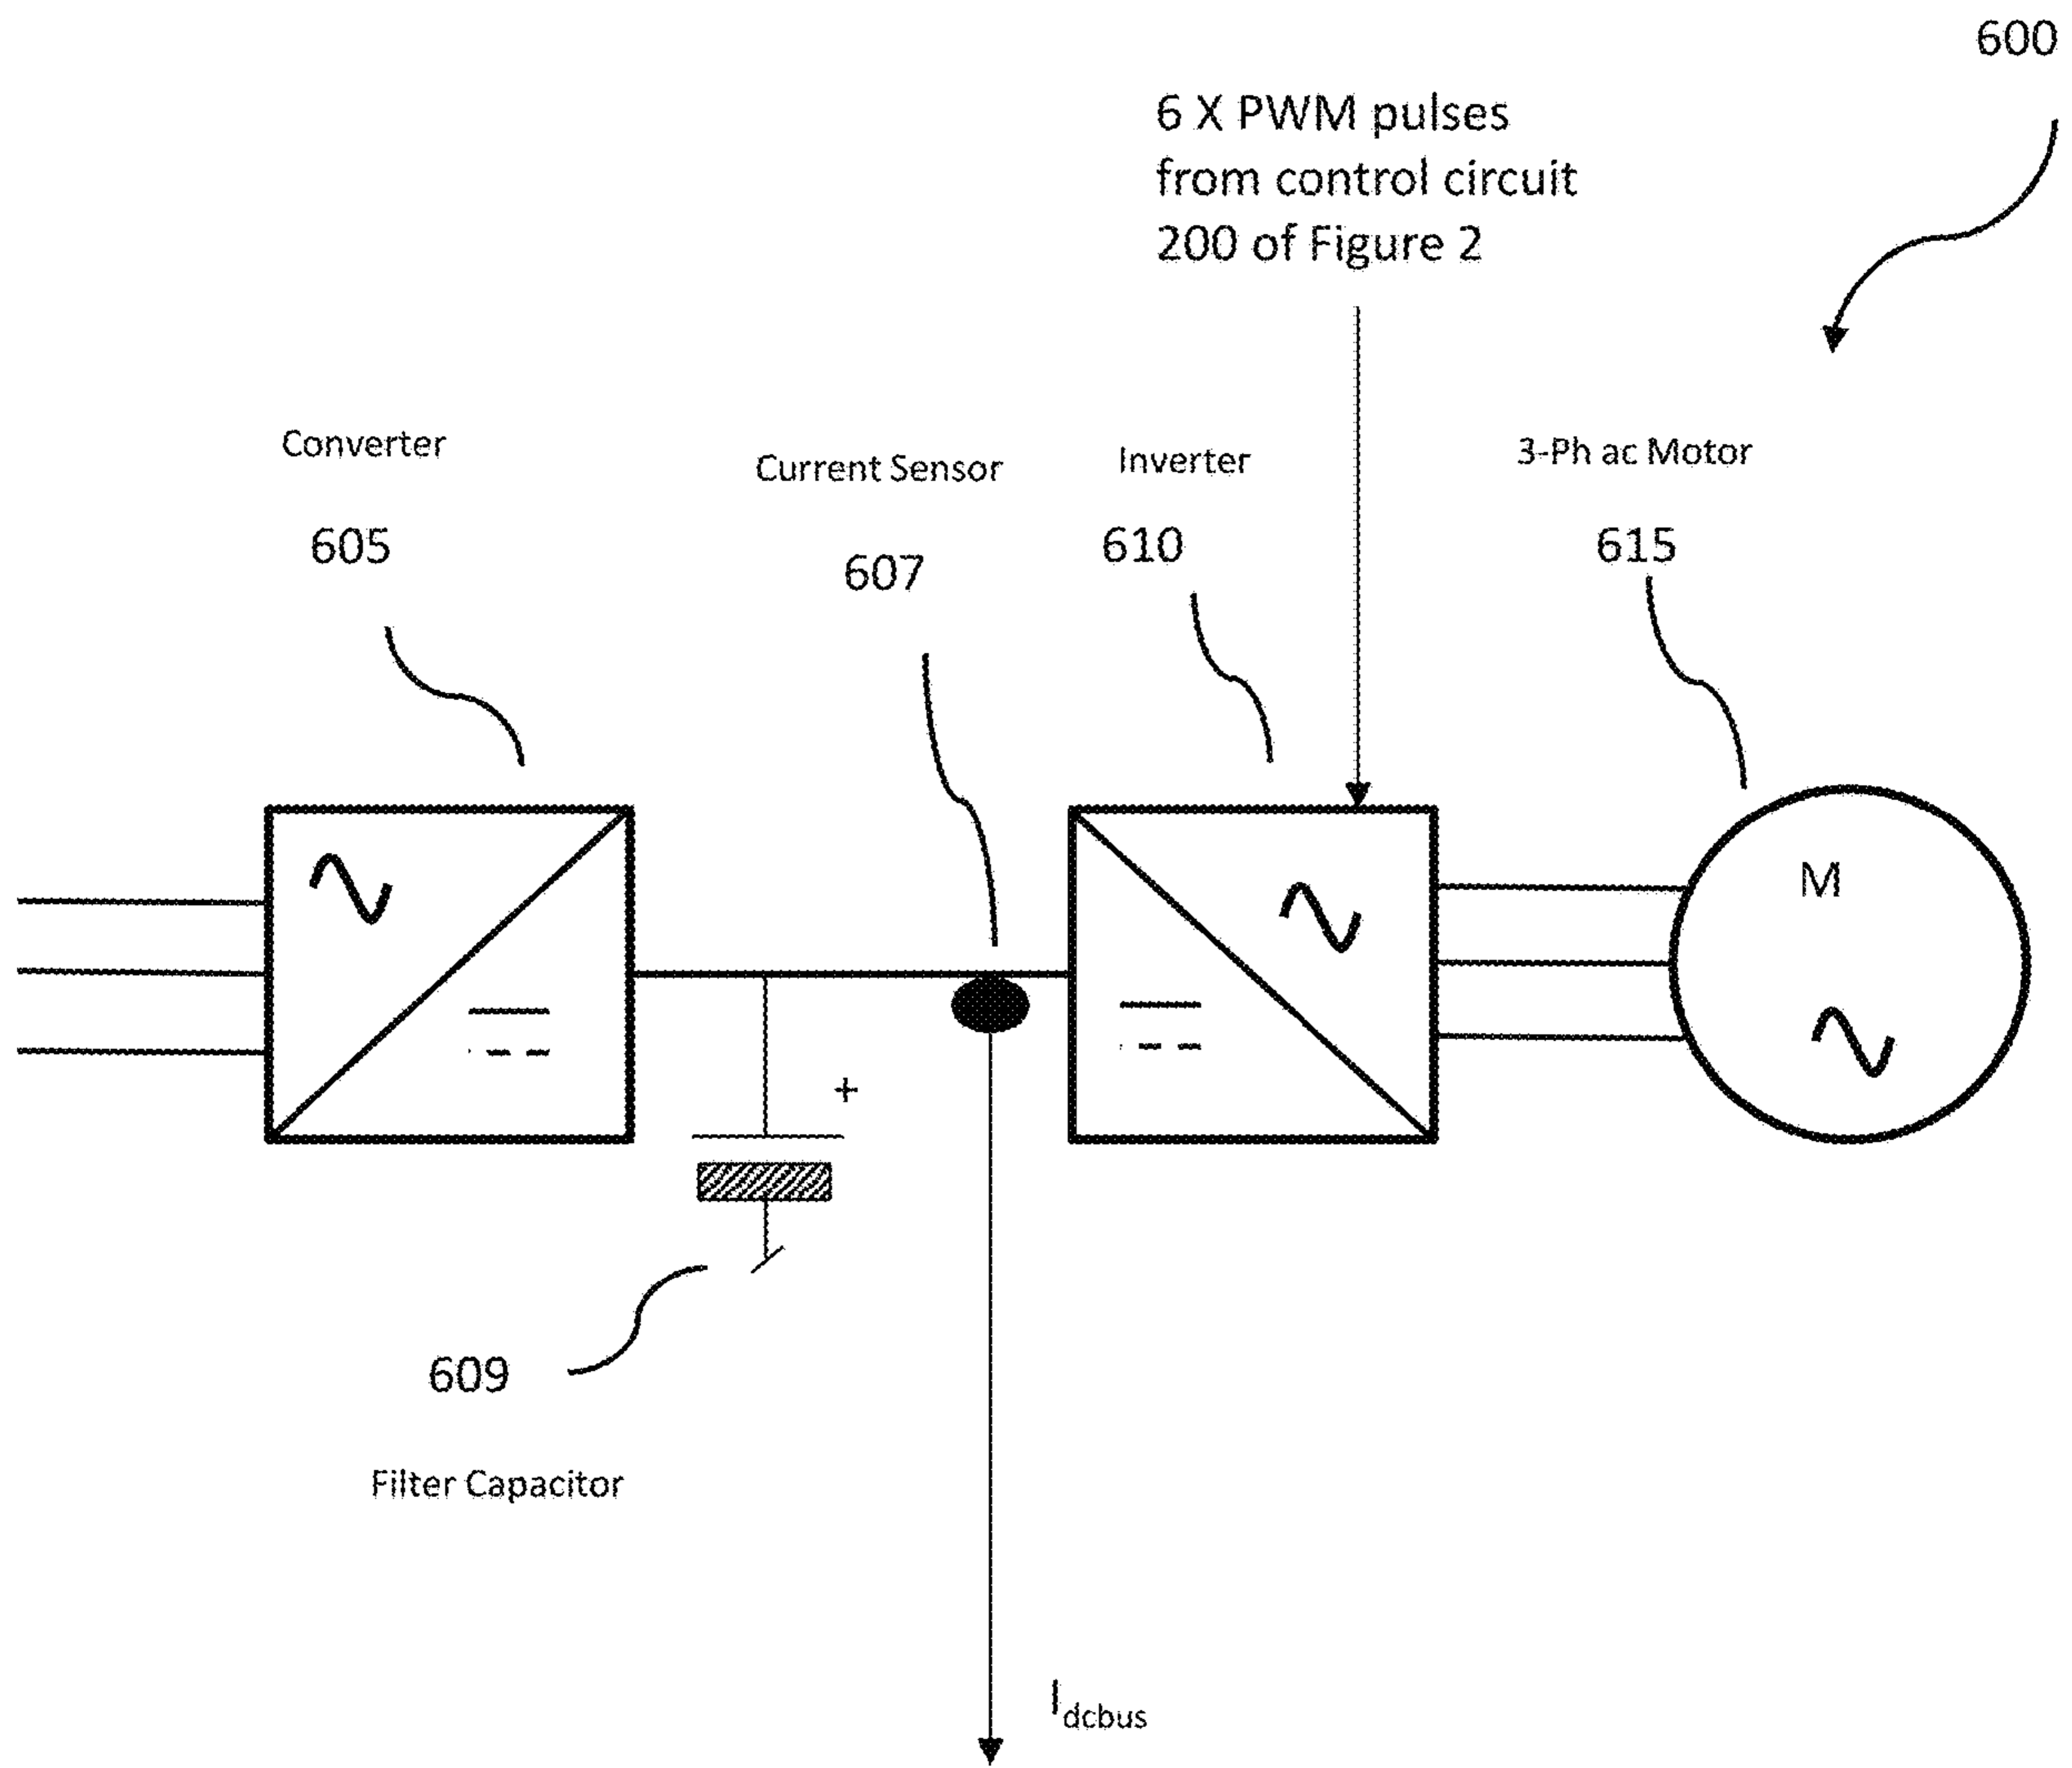 600
6 X PWM pulses
from control circuit
200 of Figure 2
Converter
Current Sensor
Inverter
3-Ph ac Motor
605
607
610
615
M
+
609
Filter Capacitor
I dcbus